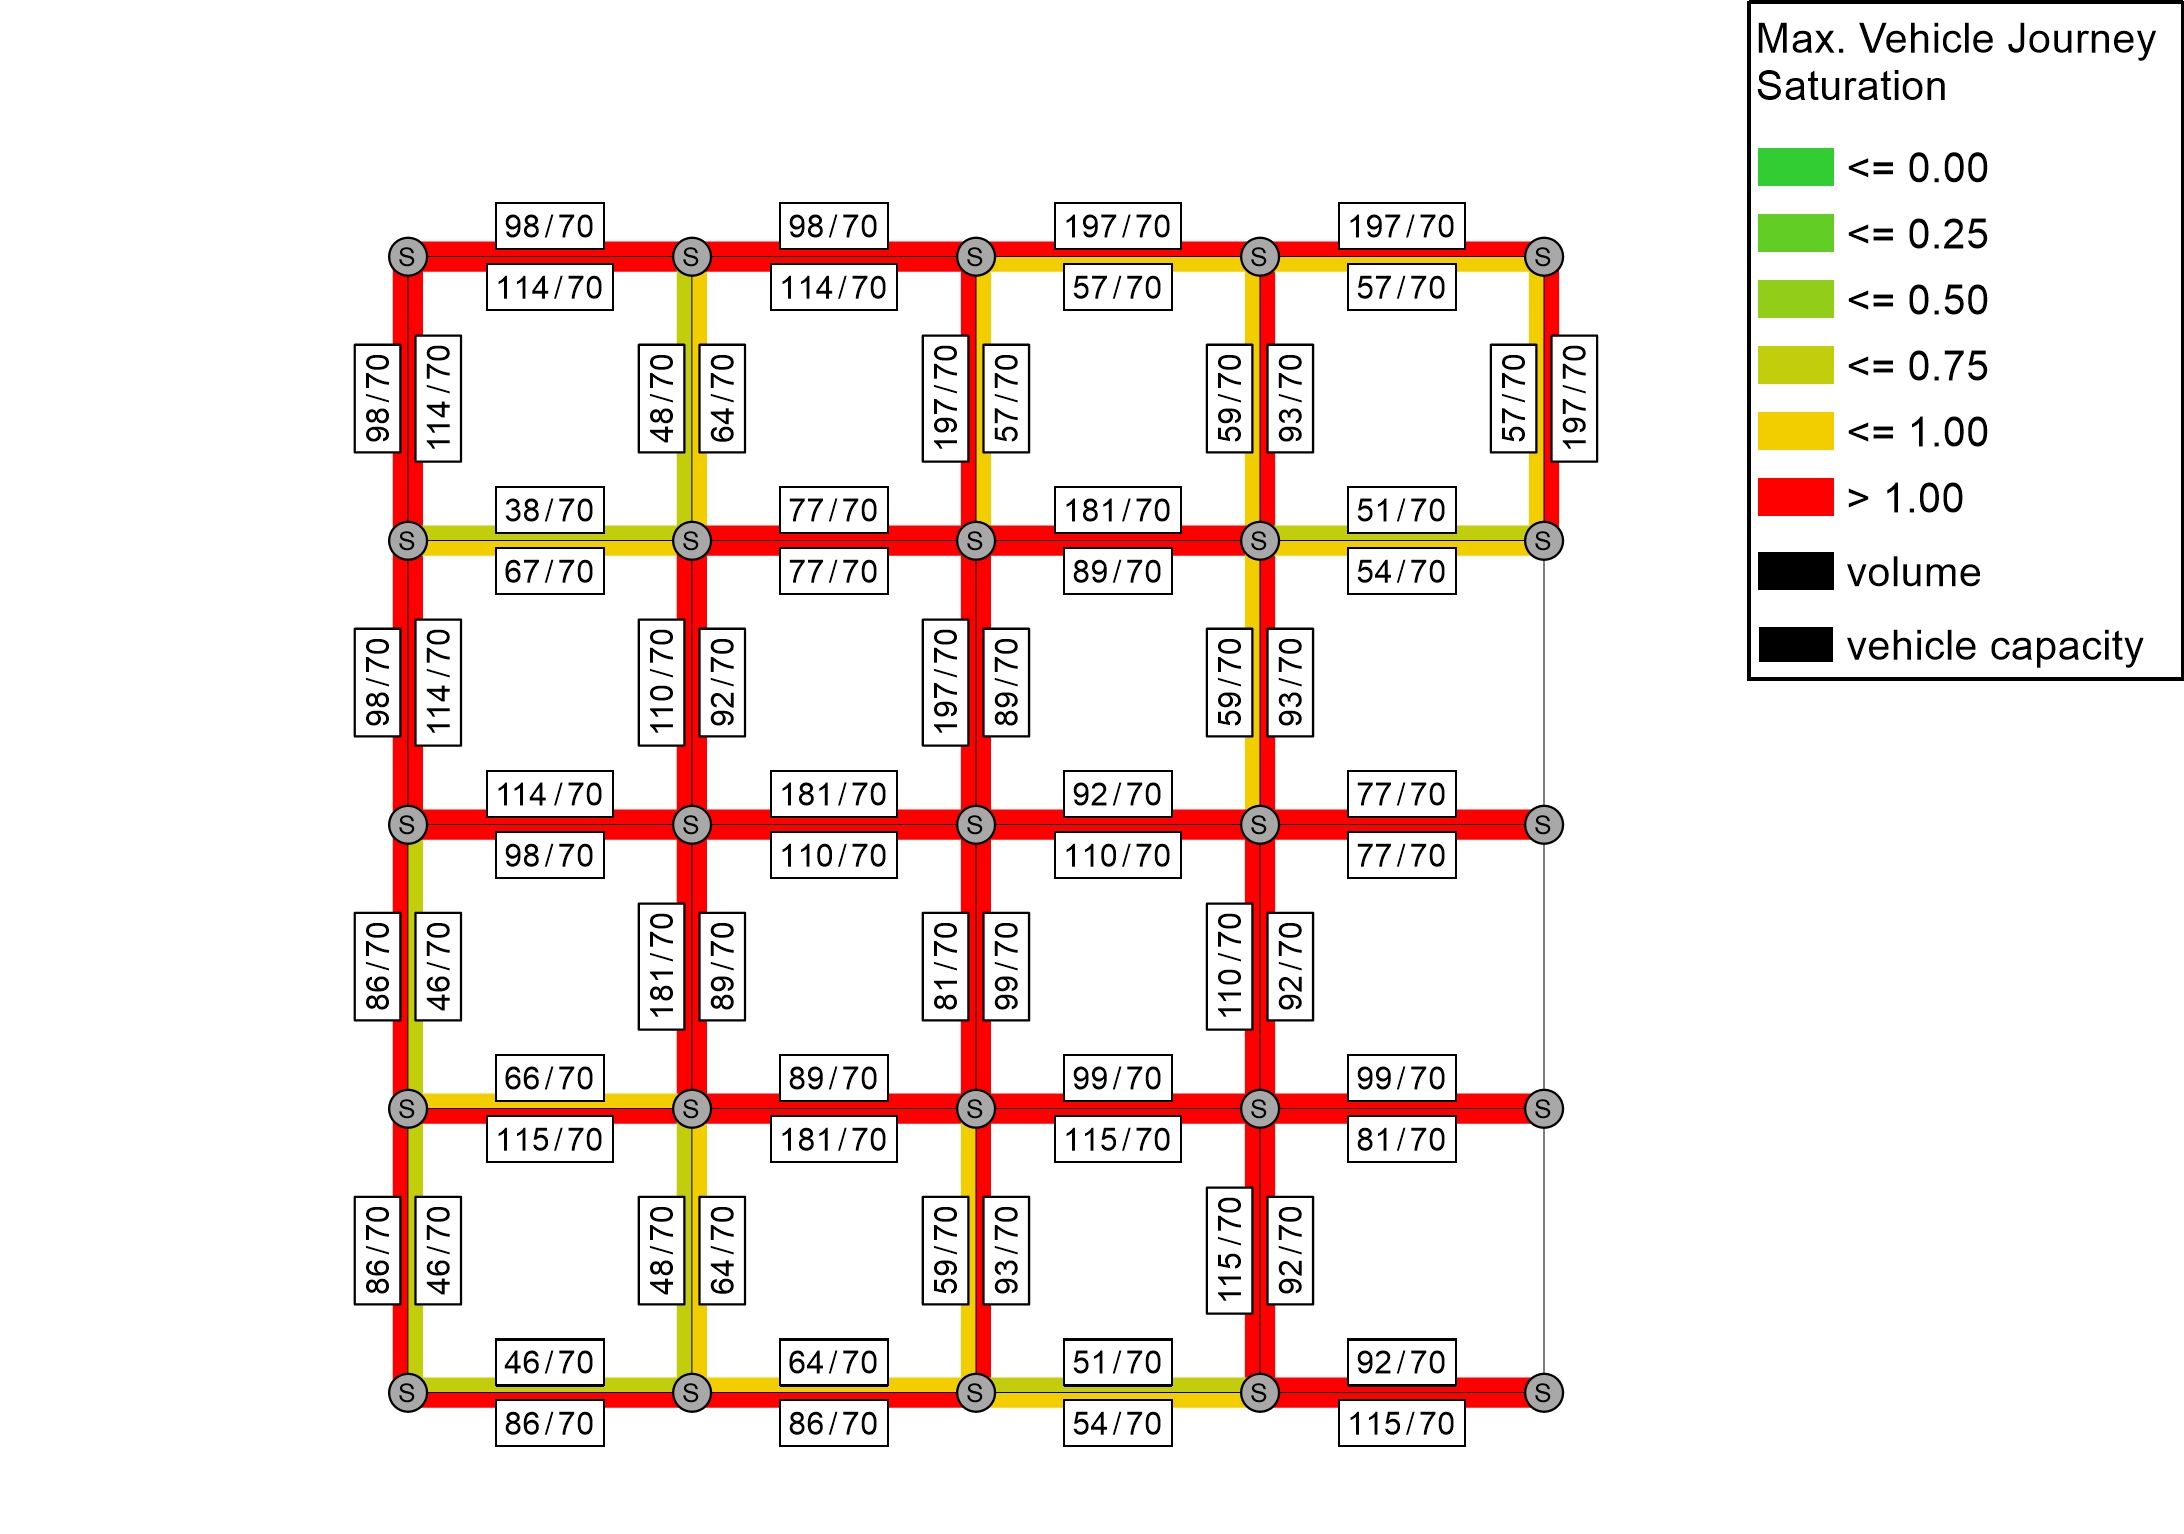 Max. Vehicle Journey
Saturation
<= 0.00
<= 0.25
<= 0.50
<= 0.75
<= 1.00
> 1.00
volume
vehicle capacity
98/70
98/70
197/70
197/70
S
S
S
S
S
114/70
114/70
57/70
57/70
98/70
114/70
48/70
64/70
197/70
57/70
59/70
93/70
57/70
197/70
38/70
77/70
181/70
51/70
S
S
S
S
S
67/70
77/70
89/70
54/70
98/70
114/70
110/70
92/70
197/70
89/70
59/70
93/70
114/70
181/70
92/70
77/70
S
S
S
S
S
98/70
110/70
110/70
77/70
86/70
46/70
181/70
89/70
81/70
99/70
110/70
92/70
66/70
89/70
99/70
99/70
S
S
S
S
S
115/70
181/70
115/70
81/70
86/70
46/70
48/70
64/70
59/70
93/70
115/70
92/70
46/70
64/70
51/70
92/70
S
S
S
S
S
86/70
86/70
54/70
115/70